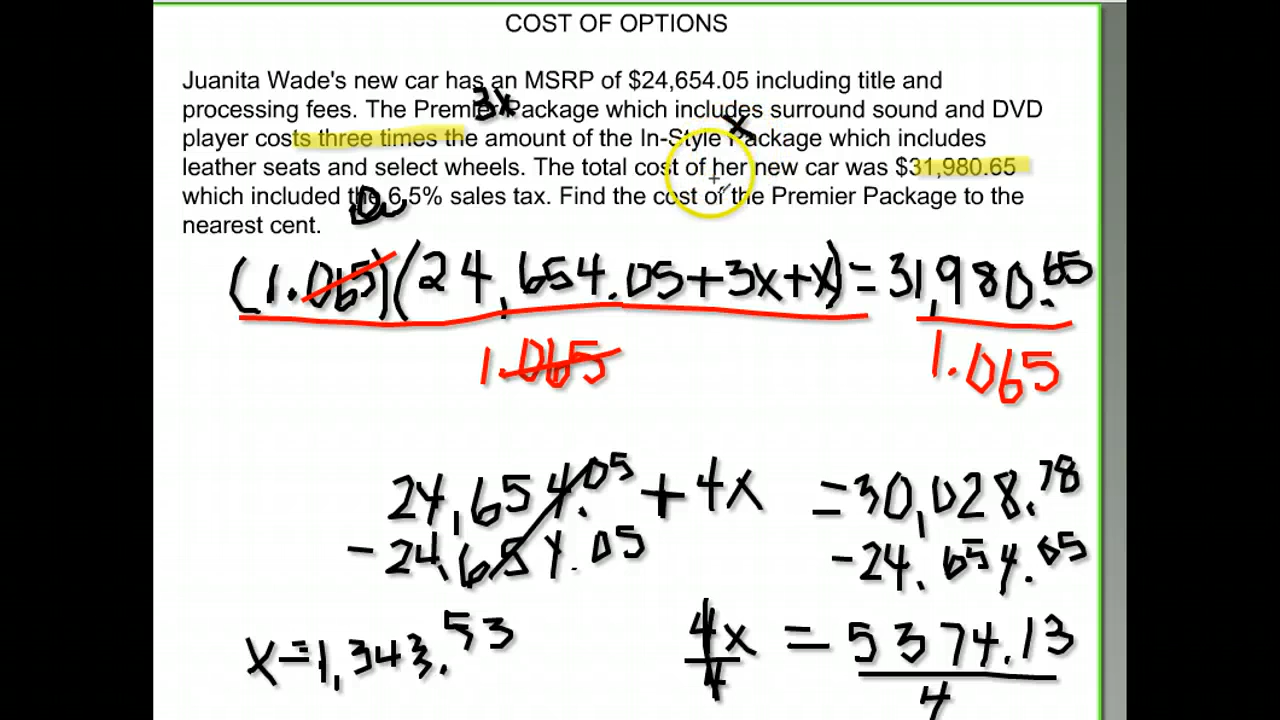 COST OF OPTIONS
Juanita Wade's new car has an MSRP of $24,654.05 including title and
processing fees. The Premier Package which includes surround sound and DVD
3x
x
player costs three times the amount of the In-Style Package which includes
leather seats and select wheels. The total cost of her new car was $31,980.65
which included the 6.5% sales tax. Find the cost of the Premier Package to the
nearest cent.
(1.065)(24,654.05+3x+x)=31,980.65
1.065 1.065
24,654.05 + 4x = 30,028.78
-24,654.05 -24.654.05
4x = 5374.13
x=1,343.53
4 4